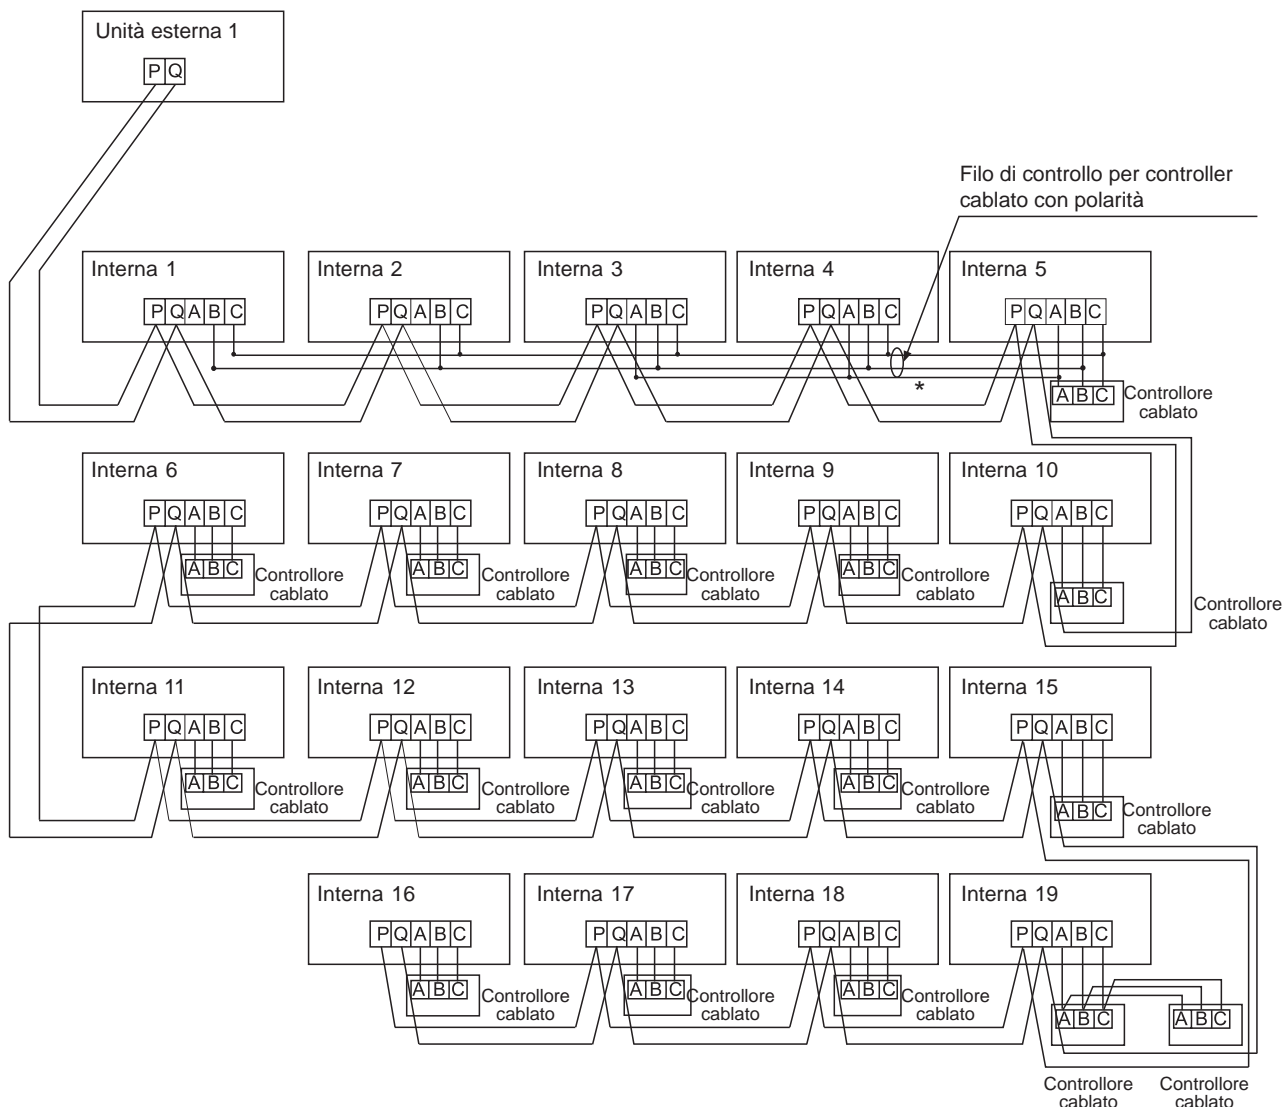 Unità esterna 1
P Q
Filo di controllo per controller
cablato con polarità
Interna 1
Interna 2
Interna 3
Interna 4
Interna 5
P Q A B C
P Q A B C
P Q A B C
P Q A B C
P Q A B C
*
A B C
Controllore
cablato
Interna 6
Interna 7
Interna 8
Interna 9
Interna 10
P Q A B C
P Q A B C
P Q A B C
P Q A B C
P Q A B C
A B C
Controllore
cablato
A B C
Controllore
cablato
A B C
Controllore
cablato
A B C
Controllore
cablato
A B C
Controllore
cablato
Interna 11
Interna 12
Interna 13
Interna 14
Interna 15
P Q A B C
P Q A B C
P Q A B C
P Q A B C
P Q A B C
A B C
Controllore
cablato
A B C
Controllore
cablato
A B C
Controllore
cablato
A B C
Controllore
cablato
A B C
Controllore
cablato
Interna 16
Interna 17
Interna 18
Interna 19
P Q A B C
P Q A B C
P Q A B C
P Q A B C
A B C
Controllore
cablato
A B C
Controllore
cablato
A B C
Controllore
cablato
A B C
A B C
Controllore
cablato
Controllore
cablato